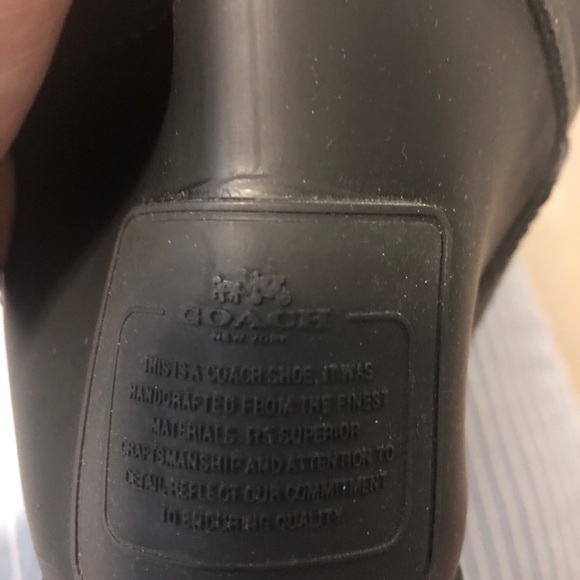 COACH
NEW YORK
THIS IS A COACH SHOE. IT WAS
HANDCRAFTED FROM THE FINEST
MATERIALS. ITS SUPERIOR
CRAFTSMANSHIP AND ATTENTION TO
DETAIL REFLECT OUR COMMITMENT
TO ENDURING QUALITY.